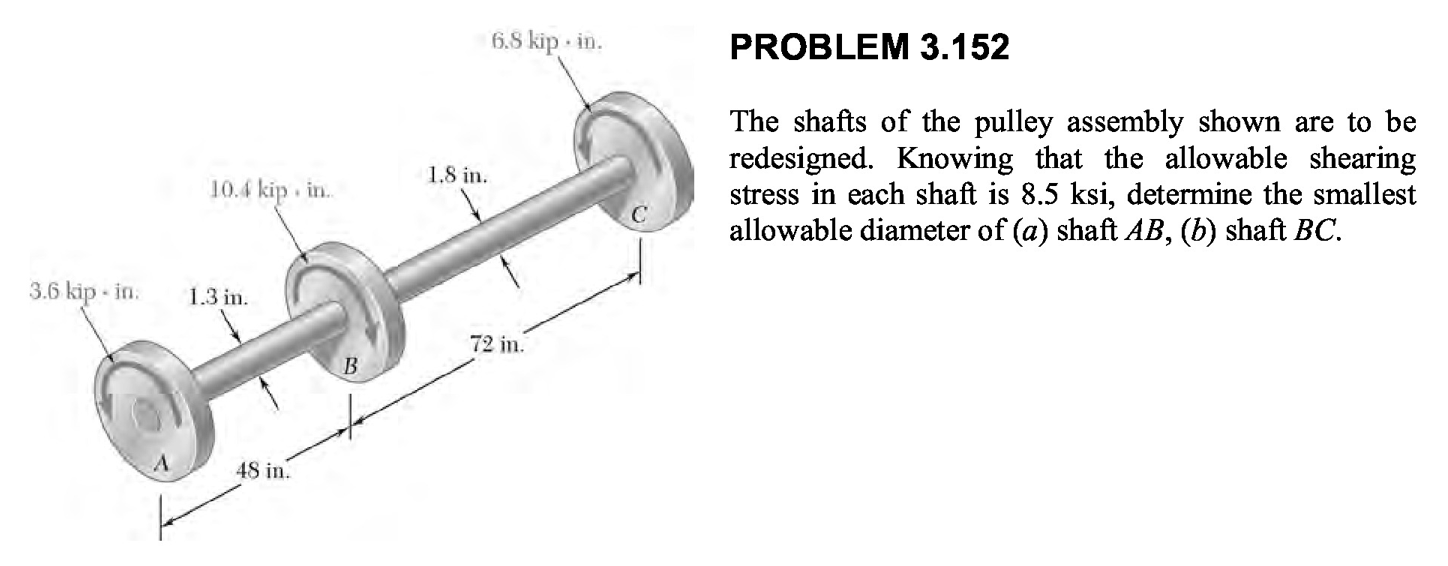 6.8 kip · in.
PROBLEM 3.152
The shafts of the pulley assembly shown are to be
redesigned. Knowing that the allowable shearing
stress in each shaft is 8.5 ksi, determine the smallest
allowable diameter of (a) shaft AB, (b) shaft BC.
1.8 in.
10.4 kip · in.
C
3.6 kip · in.
1.3 in.
72 in.
B
A
48 in.